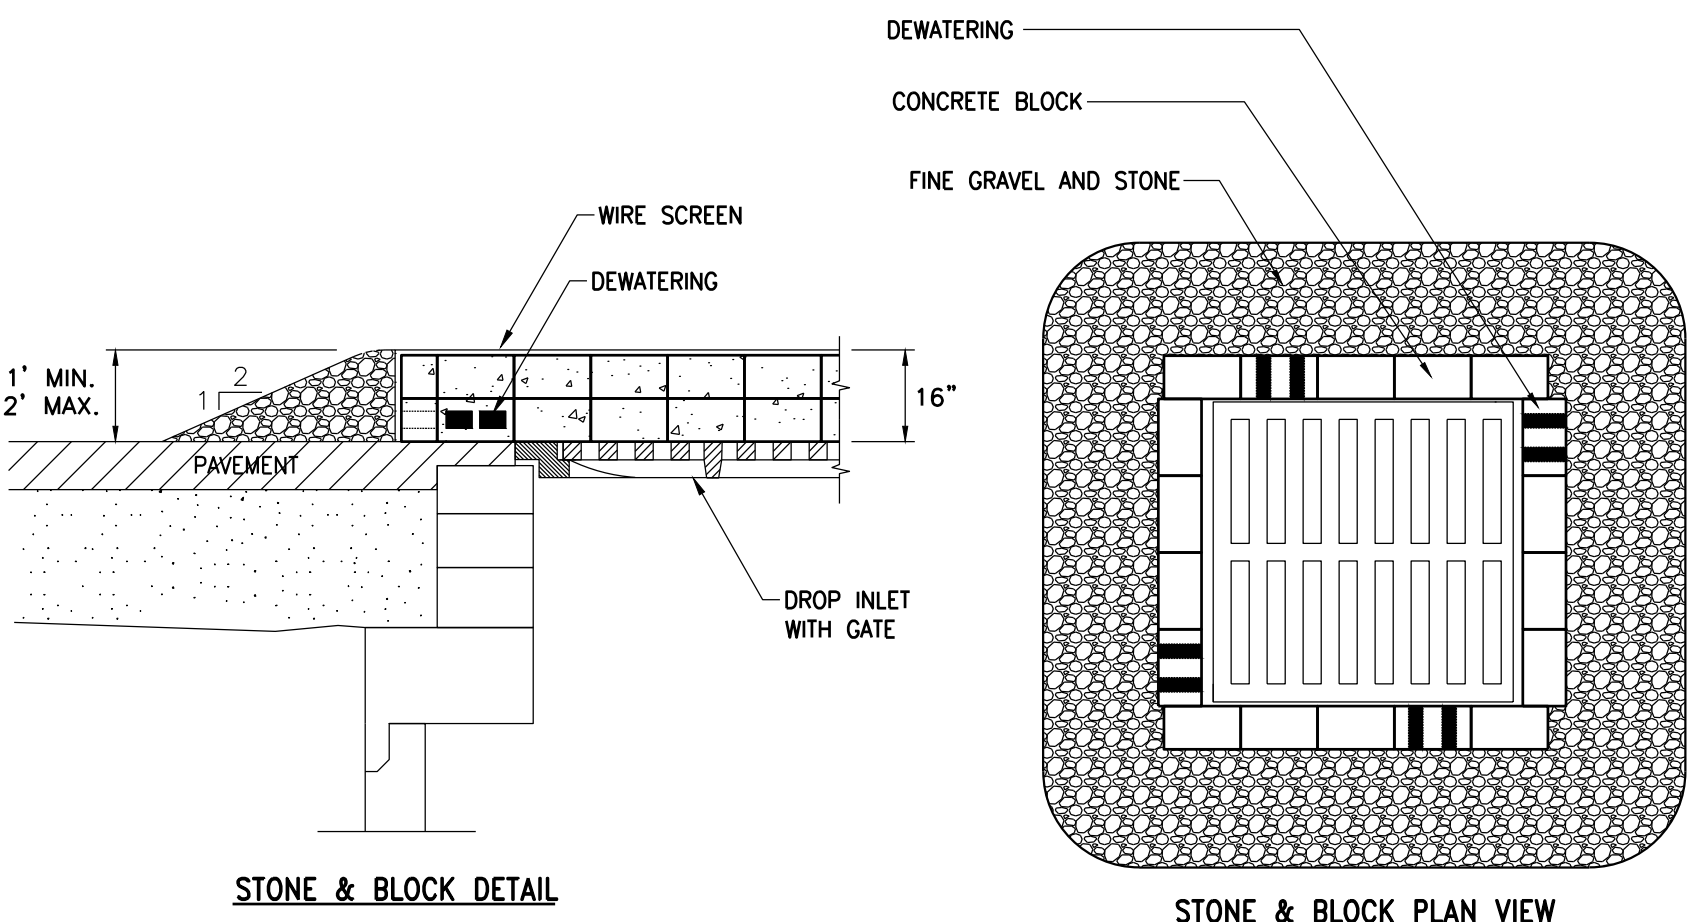 DEWATERING
CONCRETE BLOCK
FINE GRAVEL AND STONE
WIRE SCREEN
DEWATERING
1' MIN.
2' MAX.
2
1
16"
PAVEMENT
DROP INLET
WITH GATE
STONE & BLOCK DETAIL
STONE & BLOCK PLAN VIEW